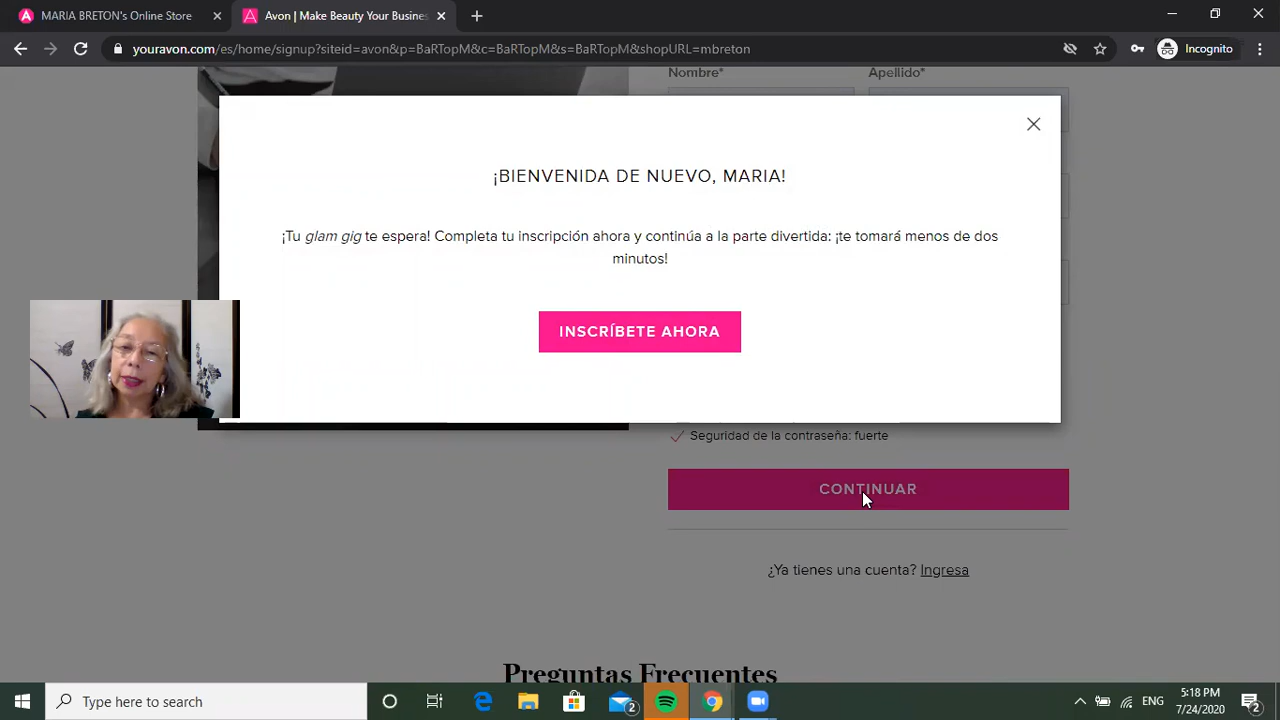 MARIA BRETON's Online Store
Avon | Make Beauty Your Busines
youravon.com/es/home/signup?siteid=avon&p=BaRTopM&c=BaRTopM&s=BaRTopM&shopURL=mbreton
Incognito
Nombre*
Apellido*
¡BIENVENIDA DE NUEVO, MARIA!
¡Tu glam gig te espera! Completa tu inscripción ahora y continúa a la parte divertida: ¡te tomará menos de dos
minutos!
INSCRÍBETE AHORA
Seguridad de la contraseña: fuerte
CONTINUAR
¿Ya tienes una cuenta? Ingresa
Preguntas Frecuentes
Type here to search
2
ENG
5:18 PM
7/24/2020
2